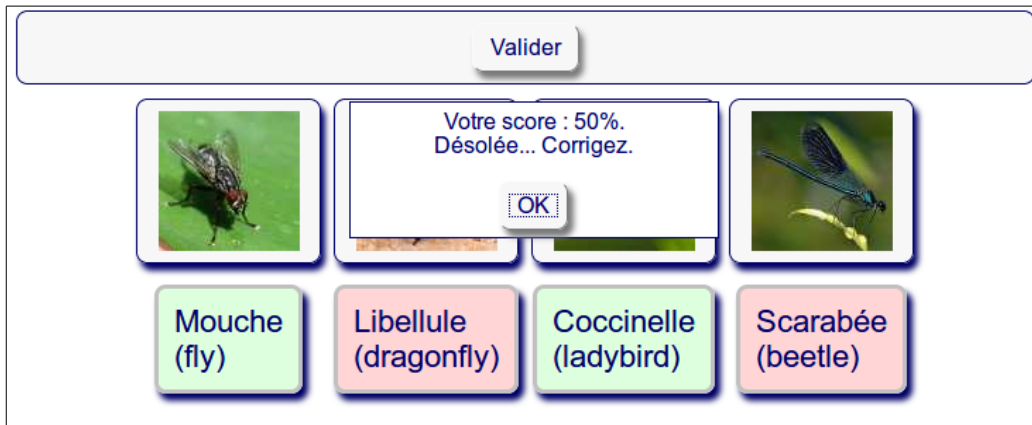 Valider
Votre score : 50%.
Désolée... Corrigez.
OK
Mouche
(fly)
Libellule
(dragonfly)
Coccinelle
(ladybird)
Scarabée
(beetle)